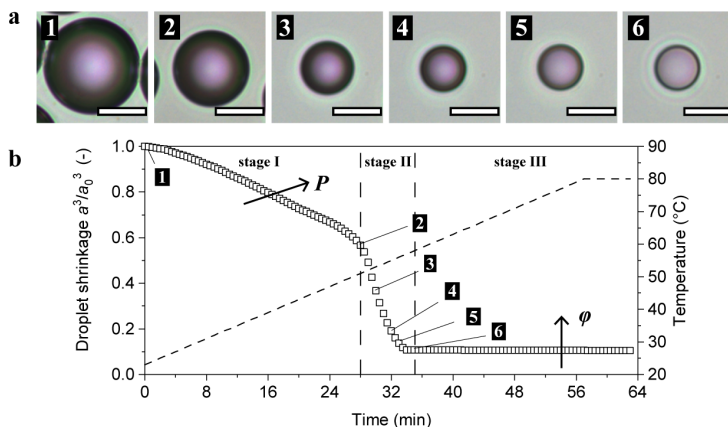 a
1 2 3 4 5 6
b
Droplet shrinkage a³/a₀³ (-)
1.0
0.8
0.6
0.4
0.2
0.0
stage I stage II stage III
P
φ
1
2
3
4
5
6
90
80
70
60
50
40
30
20
Temperature (°C)
0 8 16 24 32 40 48 56 64
Time (min)